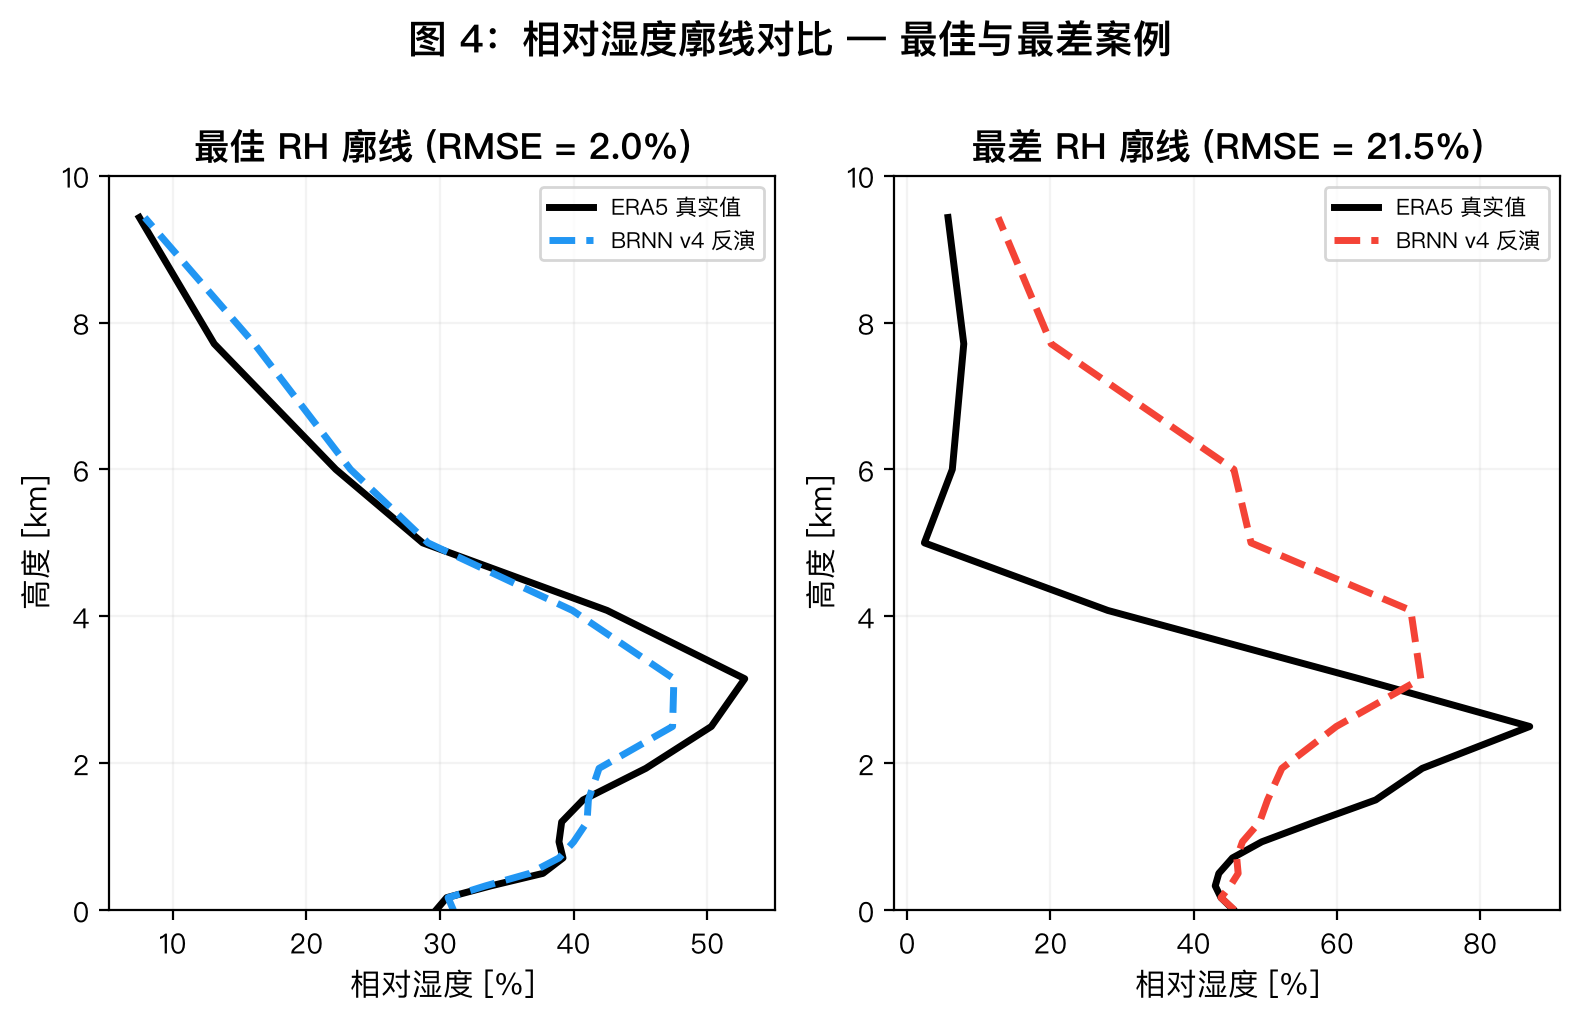 图 4：相对湿度廓线对比 — 最佳与最差案例
最佳 RH 廓线 (RMSE = 2.0%)
ERA5 真实值
BRNN v4 反演
高度 [km]
10
8
6
4
2
0
10 20 30 40 50
相对湿度 [%]
最差 RH 廓线 (RMSE = 21.5%)
ERA5 真实值
BRNN v4 反演
高度 [km]
10
8
6
4
2
0
0 20 40 60 80
相对湿度 [%]